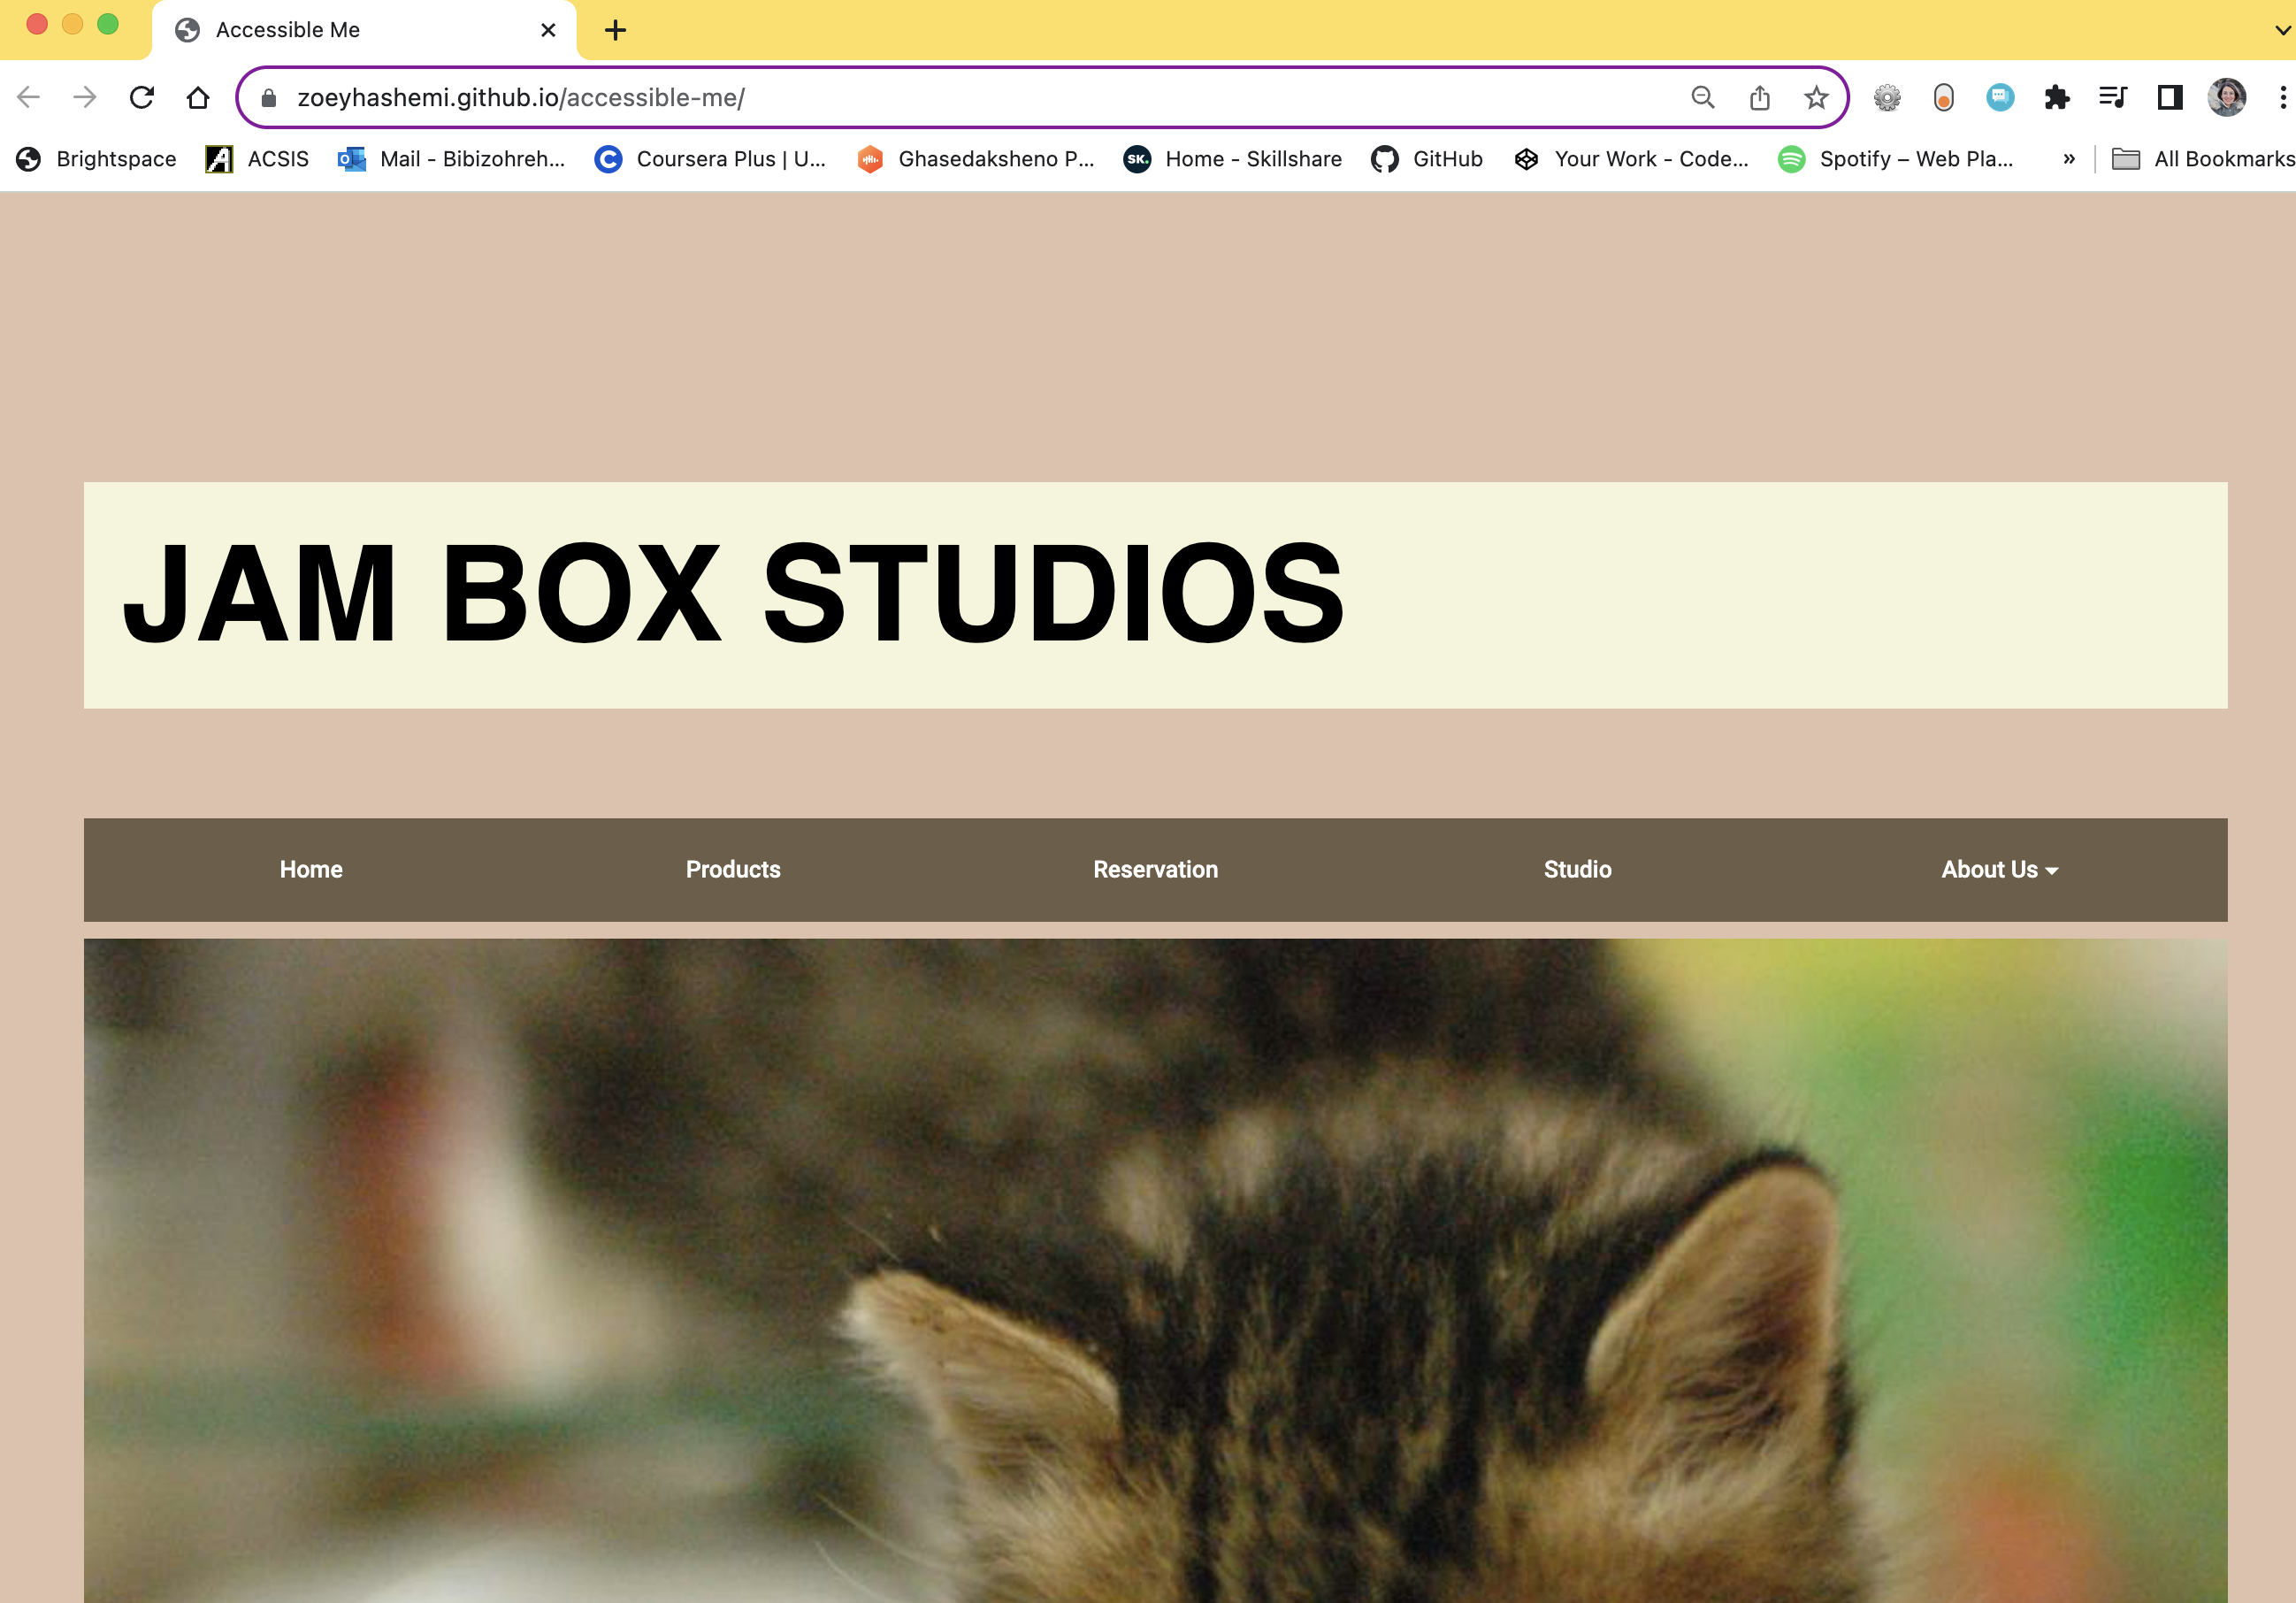 Accessible Me
zoeyhashemi.github.io/accessible-me/
Brightspace ACSIS Mail - Bibizohreh... Coursera Plus | U... Ghasedaksheno P... SK. Home - Skillshare GitHub Your Work - Code... Spotify – Web Pla... » All Bookmarks
JAM BOX STUDIOS
Home Products Reservation Studio About Us